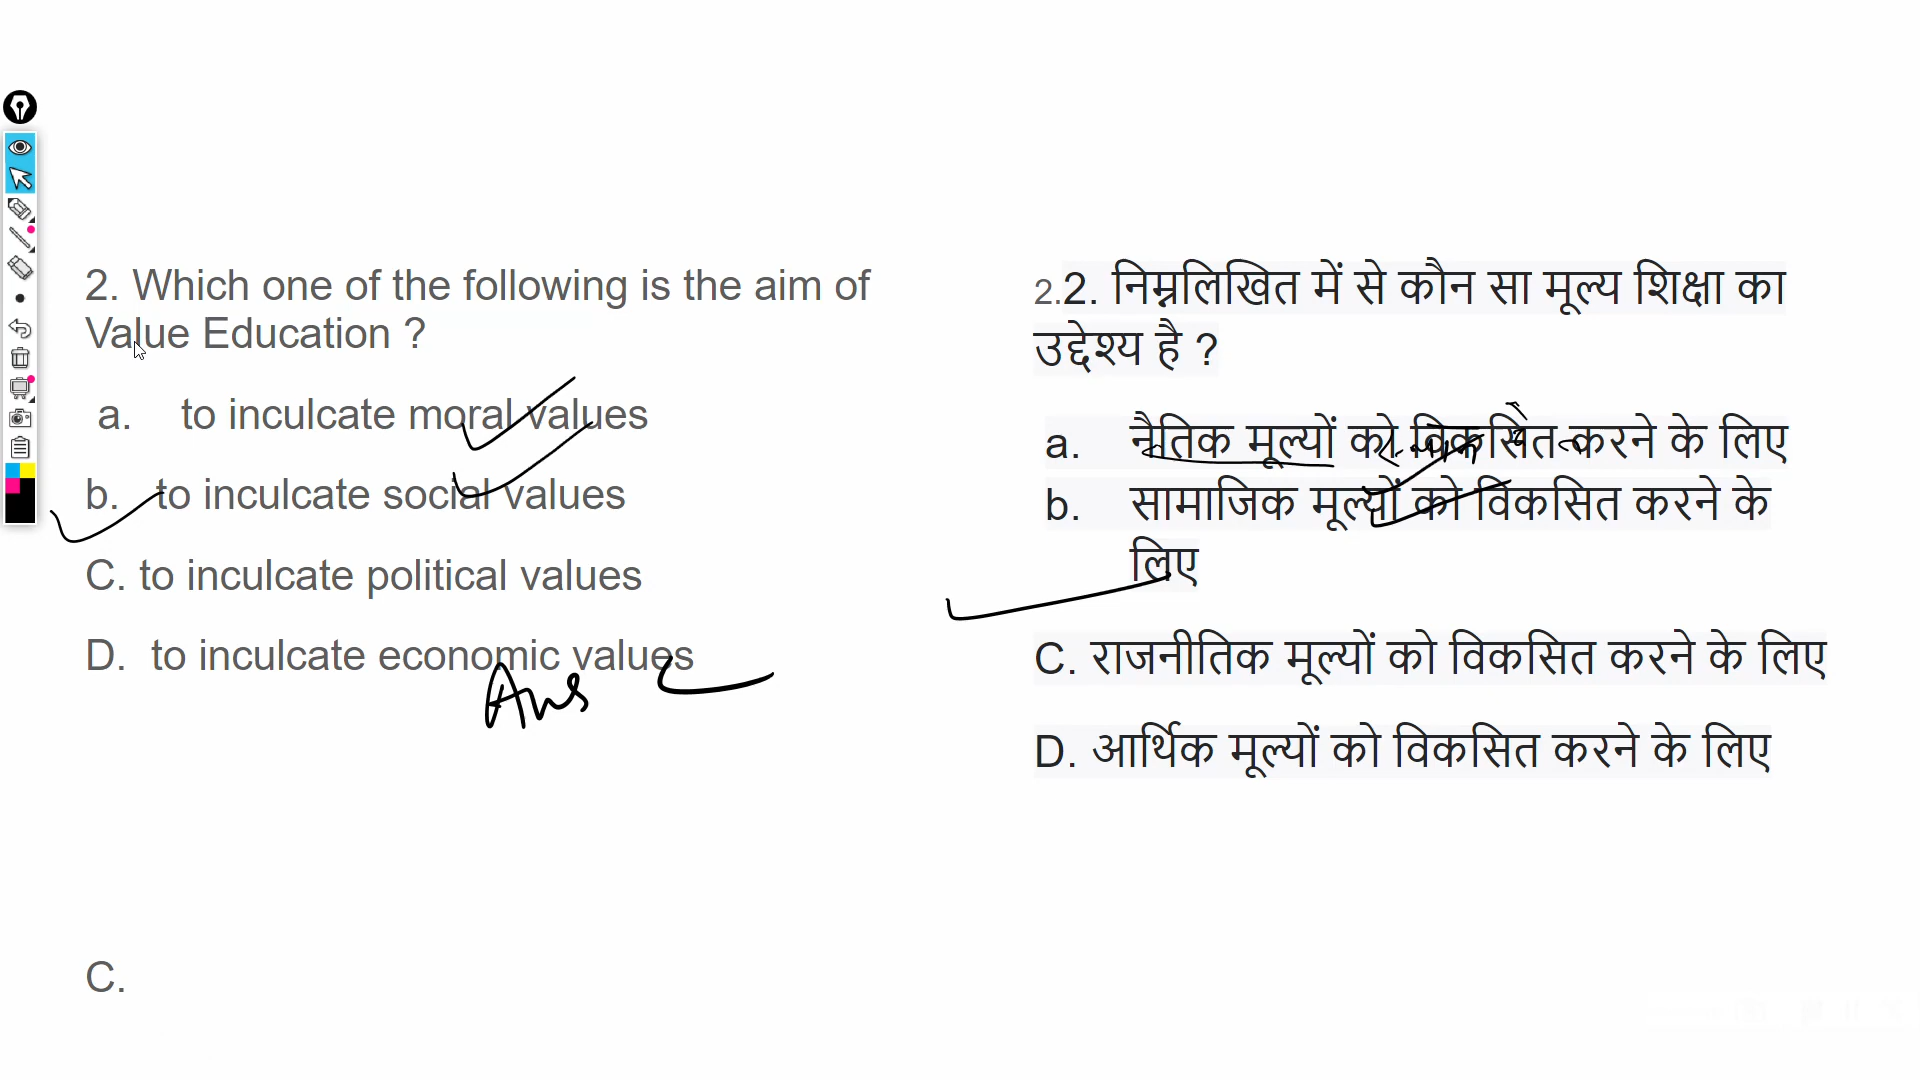 2. Which one of the following is the aim of
Value Education ?
a. to inculcate moral values
b. to inculcate social values
C. to inculcate political values
D. to inculcate economic values
Ans
C.
2.2. निम्नलिखित में से कौन सा मूल्य शिक्षा का
उद्देश्य है ?
a. नैतिक मूल्यों को विकसित करने के लिए
b. सामाजिक मूल्यों को विकसित करने के
लिए
C. राजनीतिक मूल्यों को विकसित करने के लिए
D. आर्थिक मूल्यों को विकसित करने के लिए